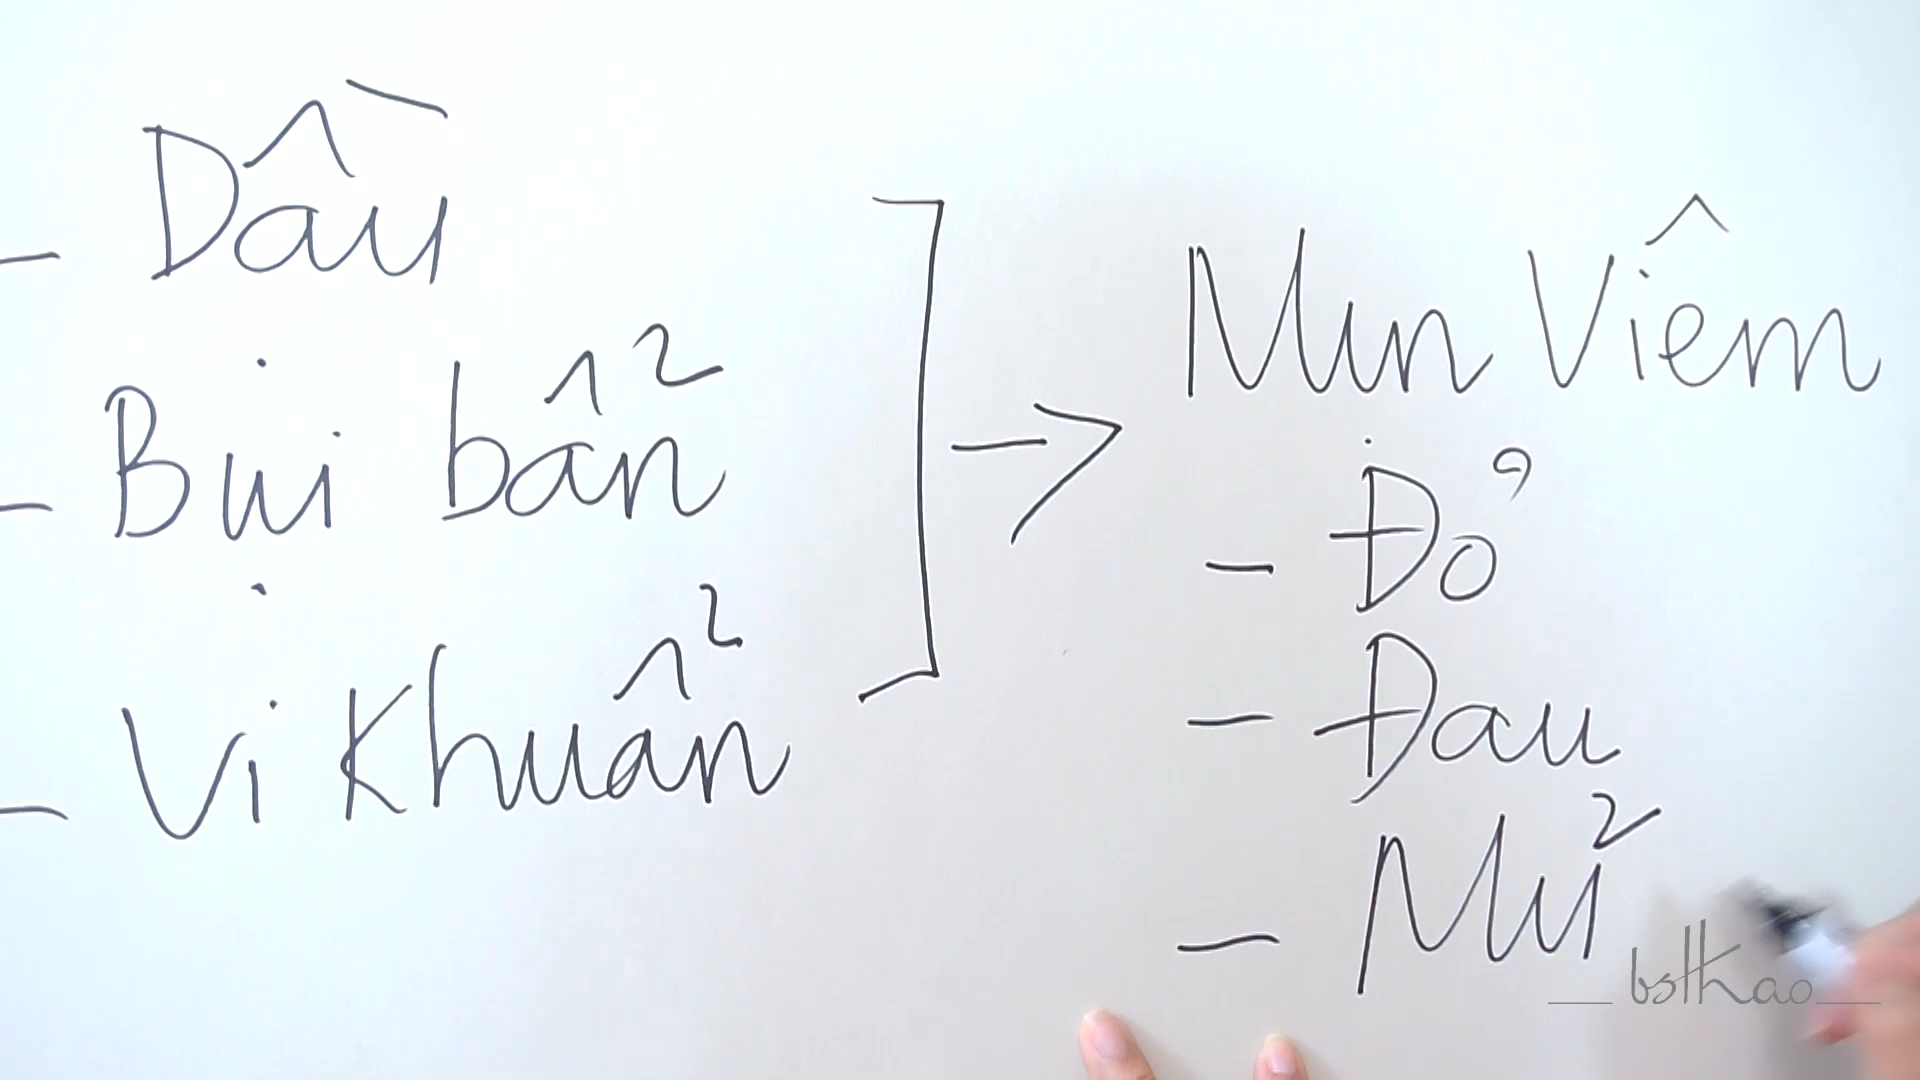 - Dầu
- Bụi bẩn
- Vi Khuẩn
→ Mụn Viêm
- Đỏ
- Đau
- Mủ
bsthao